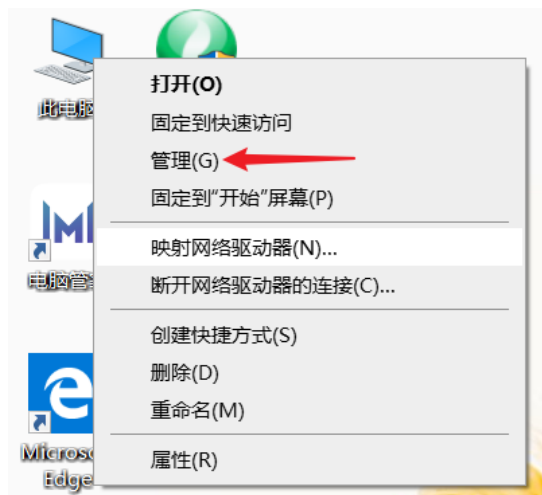 此电脑
打开(O)
固定到快速访问
管理(G)
固定到"开始"屏幕(P)
映射网络驱动器(N)...
断开网络驱动器的连接(C)...
创建快捷方式(S)
删除(D)
重命名(M)
属性(R)
电脑管
Microso
Edge